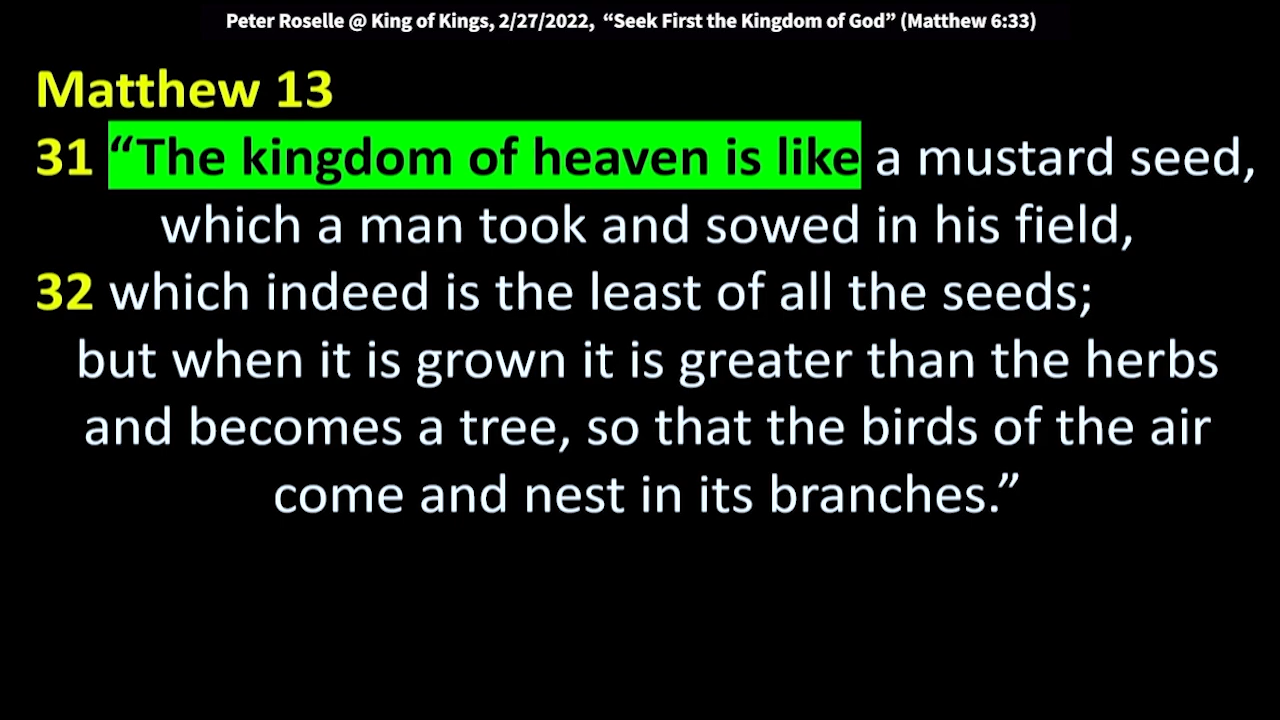 Peter Roselle @ King of Kings, 2/27/2022,  “Seek First the Kingdom of God” (Matthew 6:33)
Matthew 13
31 “The kingdom of heaven is like a mustard seed,
which a man took and sowed in his field,
32 which indeed is the least of all the seeds;
but when it is grown it is greater than the herbs
and becomes a tree, so that the birds of the air
come and nest in its branches.”